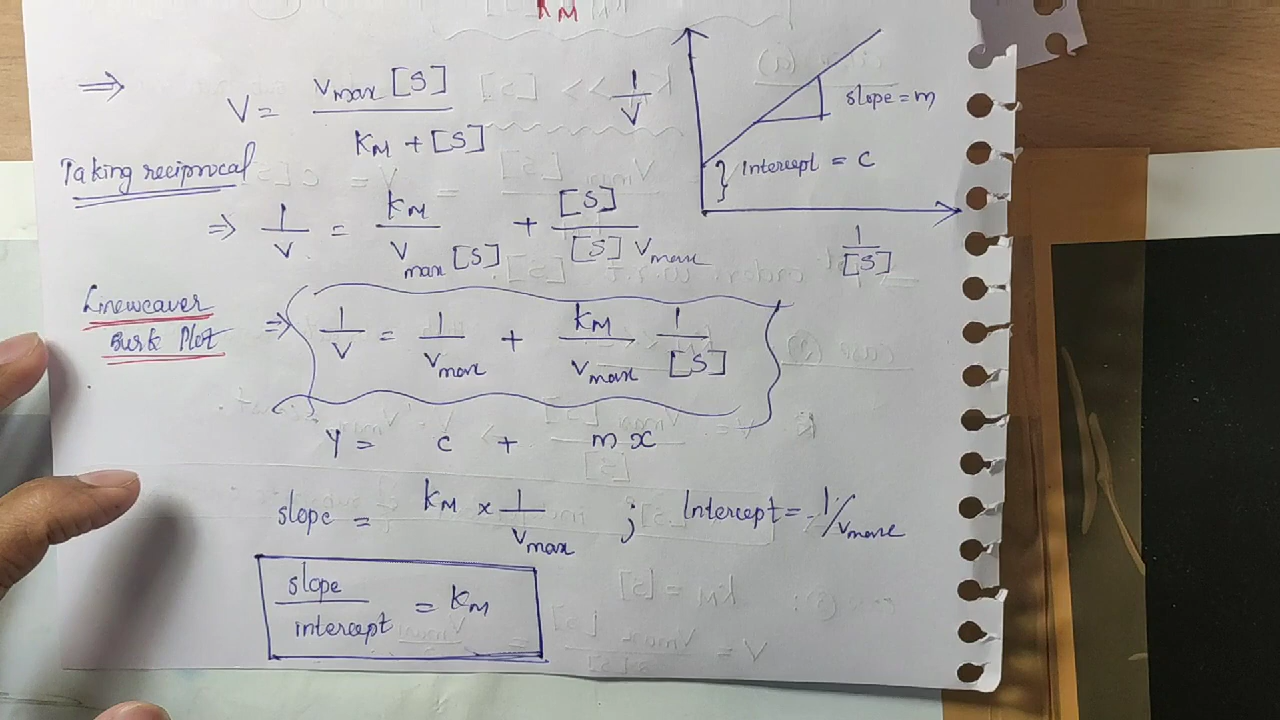 KM
⇒ V = Vmax [S] / KM + [S]
1/V
slope = m
} Intercept = C
1/[S]
Taking reciprocal
⇒ 1/V = KM / Vmax [S] + [S] / [S] Vmax
Lineweaver
Burk Plot
⇒ 1/V = 1/Vmax + KM/Vmax 1/[S]
Y = C + m x
slope = KM × 1/Vmax ; Intercept = 1/Vmax
slope / intercept = KM